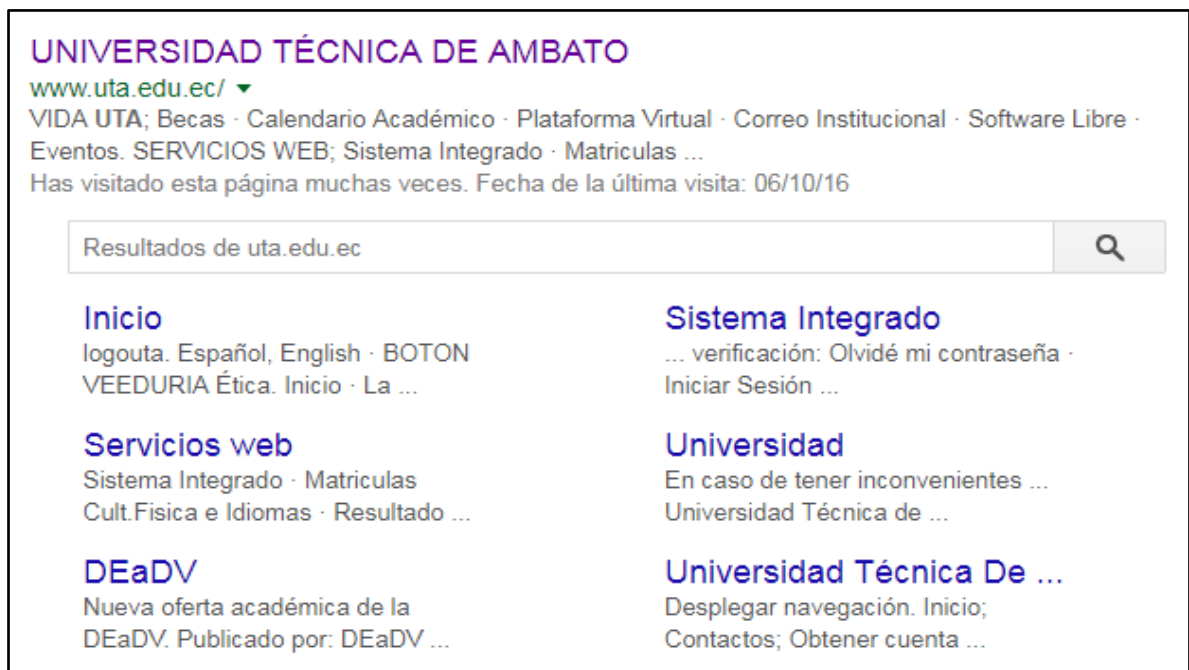 UNIVERSIDAD TÉCNICA DE AMBATO
www.uta.edu.ec/
VIDA UTA; Becas · Calendario Académico · Plataforma Virtual · Correo Institucional · Software Libre ·
Eventos. SERVICIOS WEB; Sistema Integrado · Matriculas ...
Has visitado esta página muchas veces. Fecha de la última visita: 06/10/16
Resultados de uta.edu.ec
Inicio
logouta. Español, English · BOTON
VEEDURIA Ética. Inicio · La ...
Sistema Integrado
... verificación: Olvidé mi contraseña ·
Iniciar Sesión ...
Servicios web
Sistema Integrado · Matriculas
Cult.Fisica e Idiomas · Resultado ...
Universidad
En caso de tener inconvenientes ...
Universidad Técnica de ...
DEaDV
Nueva oferta académica de la
DEaDV. Publicado por: DEaDV ...
Universidad Técnica De ...
Desplegar navegación. Inicio;
Contactos; Obtener cuenta ...